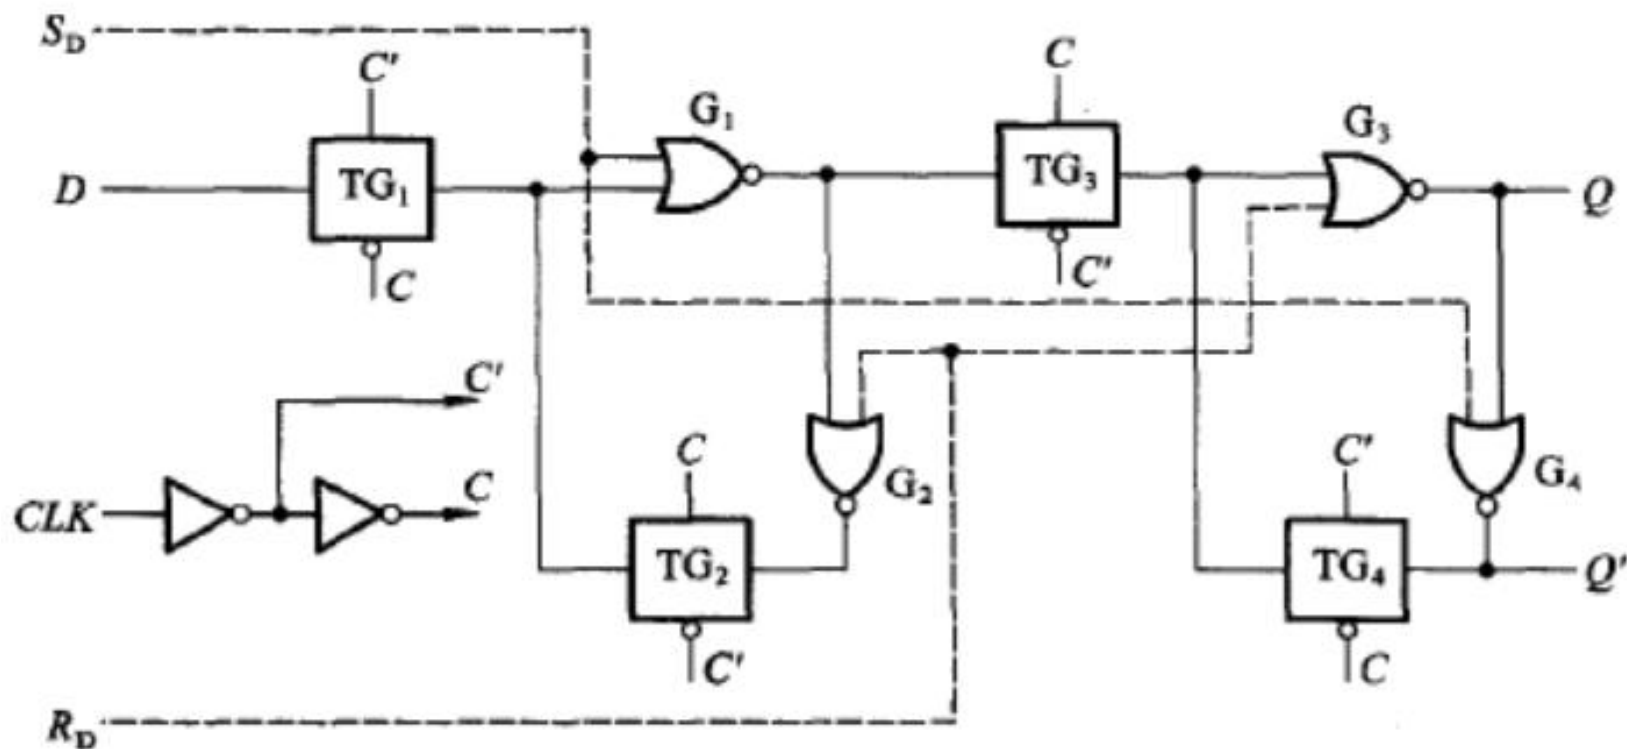 S_D
C'
G₁
C
G₃
D
TG₁
TG₃
Q
C
C'
C'
C
C'
CLK
C
G₂
G₄
TG₂
TG₄
Q'
C'
C
R_D